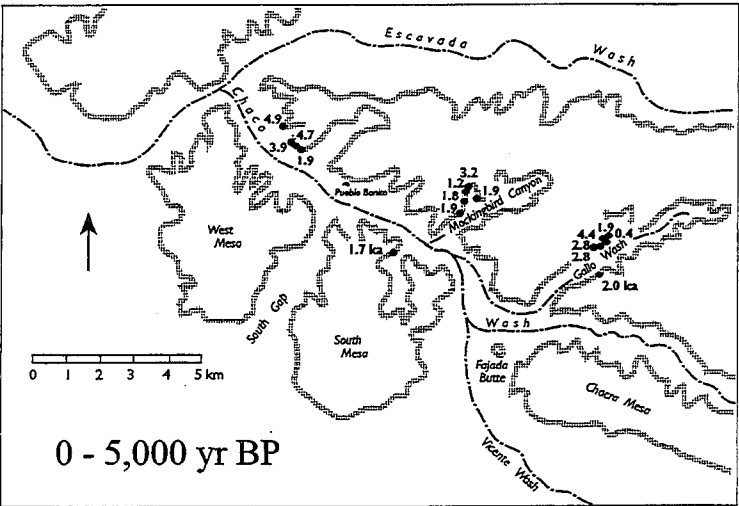 Escavada Wash
Chaco
4.9
4.7
3.9
1.9
Pueblo Bonito
3.2
1.2
1.9
1.8
1.9
Mockingbird Canyon
West
Mesa
1.7 ka
1.9
4.4
0.4
2.8
2.8
Gallo Wash
2.0 ka
South Gap
South
Mesa
Wash
Fajada
Butte
Chacra Mesa
Vicente
Wash
0 1 2 3 4 5 km
0 - 5,000 yr BP